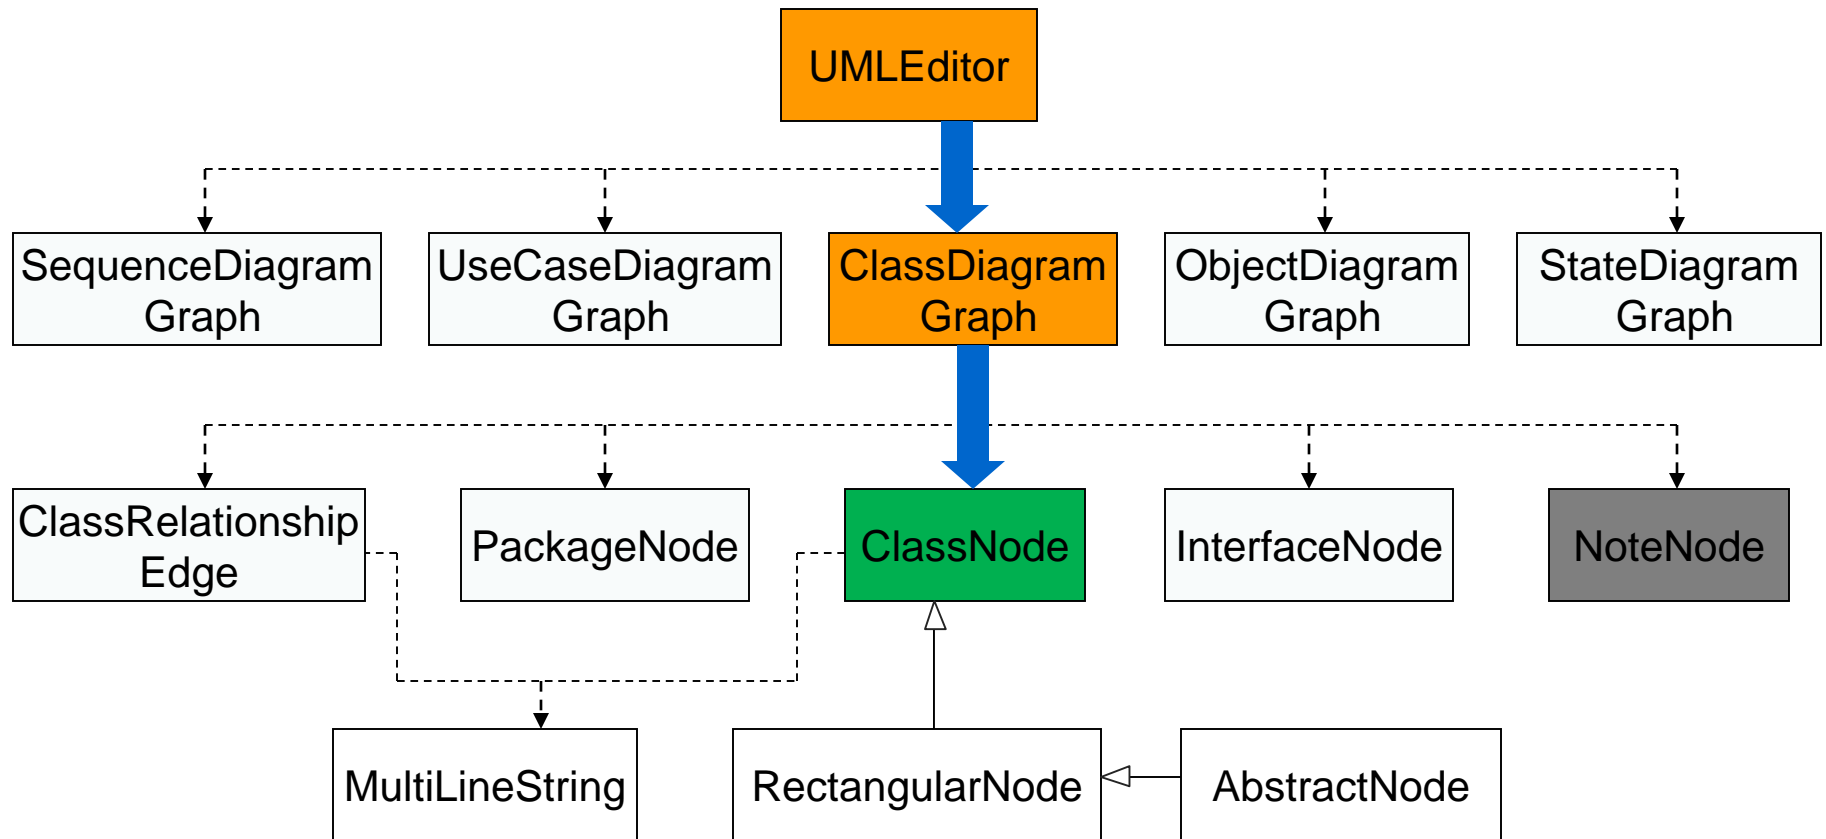 UMLEditor
SequenceDiagram
Graph
UseCaseDiagram
Graph
ClassDiagram
Graph
ObjectDiagram
Graph
StateDiagram
Graph
ClassRelationship
Edge
PackageNode
ClassNode
InterfaceNode
NoteNode
MultiLineString
RectangularNode
AbstractNode